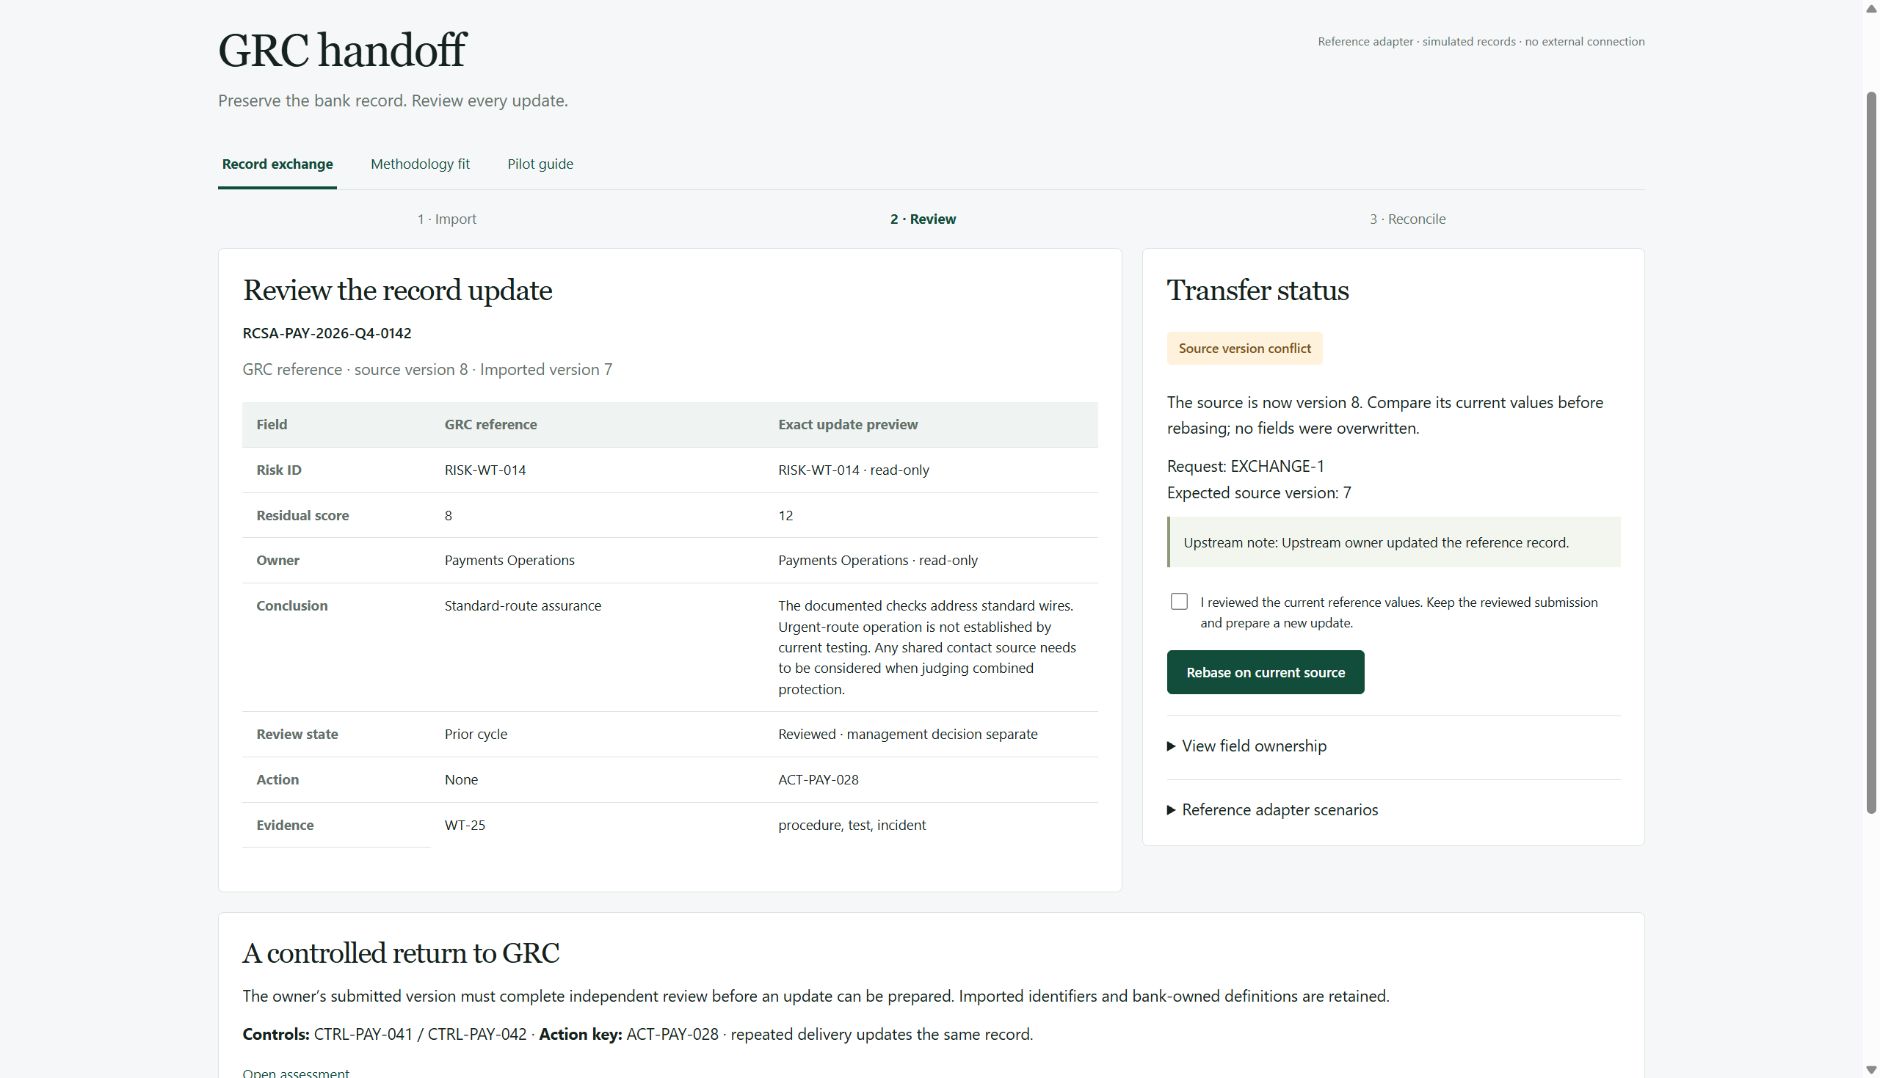 GRC handoff
Reference adapter · simulated records · no external connection
Preserve the bank record. Review every update.
Record exchange
Methodology fit
Pilot guide
1 · Import
2 · Review
3 · Reconcile
Review the record update
RCSA-PAY-2026-Q4-0142
GRC reference · source version 8 · Imported version 7
Field GRC reference Exact update preview
Risk ID RISK-WT-014 RISK-WT-014 · read-only
Residual score 8 12
Owner Payments Operations Payments Operations · read-only
Conclusion Standard-route assurance The documented checks address standard wires.
Urgent-route operation is not established by
current testing. Any shared contact source needs
to be considered when judging combined
protection.
Review state Prior cycle Reviewed · management decision separate
Action None ACT-PAY-028
Evidence WT-25 procedure, test, incident
Transfer status
Source version conflict
The source is now version 8. Compare its current values before
rebasing; no fields were overwritten.
Request: EXCHANGE-1
Expected source version: 7
Upstream note: Upstream owner updated the reference record.
I reviewed the current reference values. Keep the reviewed submission
and prepare a new update.
Rebase on current source
View field ownership
Reference adapter scenarios
A controlled return to GRC
The owner’s submitted version must complete independent review before an update can be prepared. Imported identifiers and bank-owned definitions are retained.
Controls: CTRL-PAY-041 / CTRL-PAY-042 · Action key: ACT-PAY-028 · repeated delivery updates the same record.
Open assessment